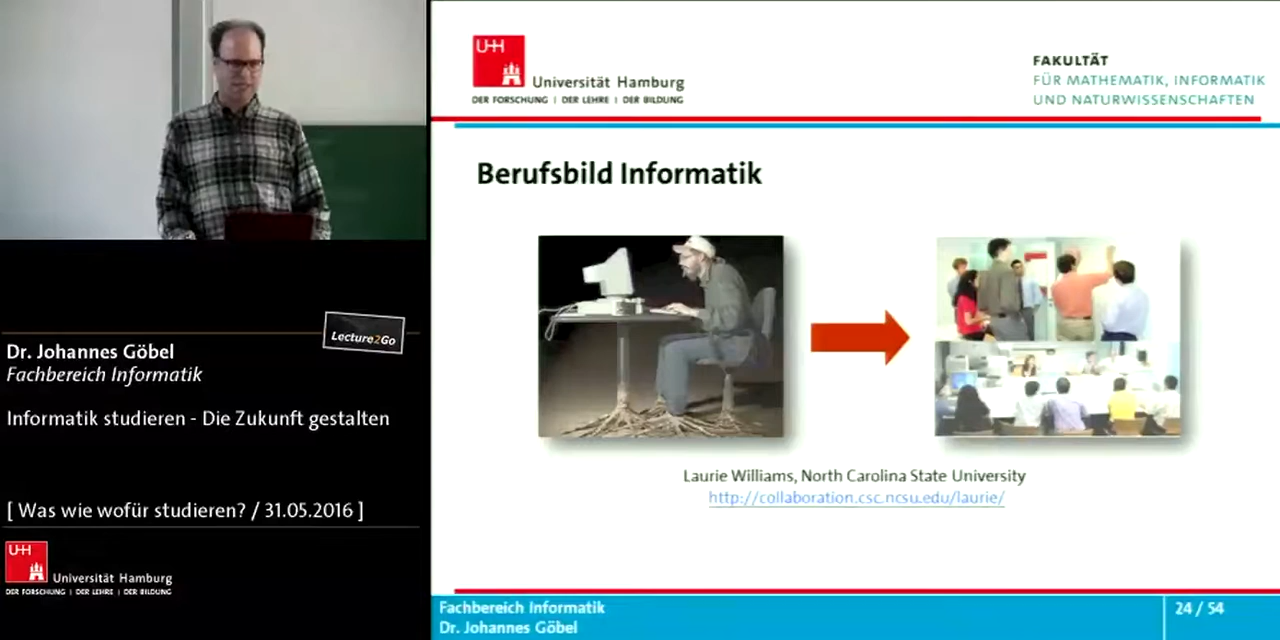 Lecture2Go
Dr. Johannes Göbel
Fachbereich Informatik
Informatik studieren - Die Zukunft gestalten
[ Was wie wofür studieren? / 31.05.2016 ]
UH
Universität Hamburg
DER FORSCHUNG | DER LEHRE | DER BILDUNG
UH
Universität Hamburg
DER FORSCHUNG | DER LEHRE | DER BILDUNG
FAKULTÄT
FÜR MATHEMATIK, INFORMATIK
UND NATURWISSENSCHAFTEN
Berufsbild Informatik
Laurie Williams, North Carolina State University
http://collaboration.csc.ncsu.edu/laurie/
Fachbereich Informatik
Dr. Johannes Göbel
24 / 54